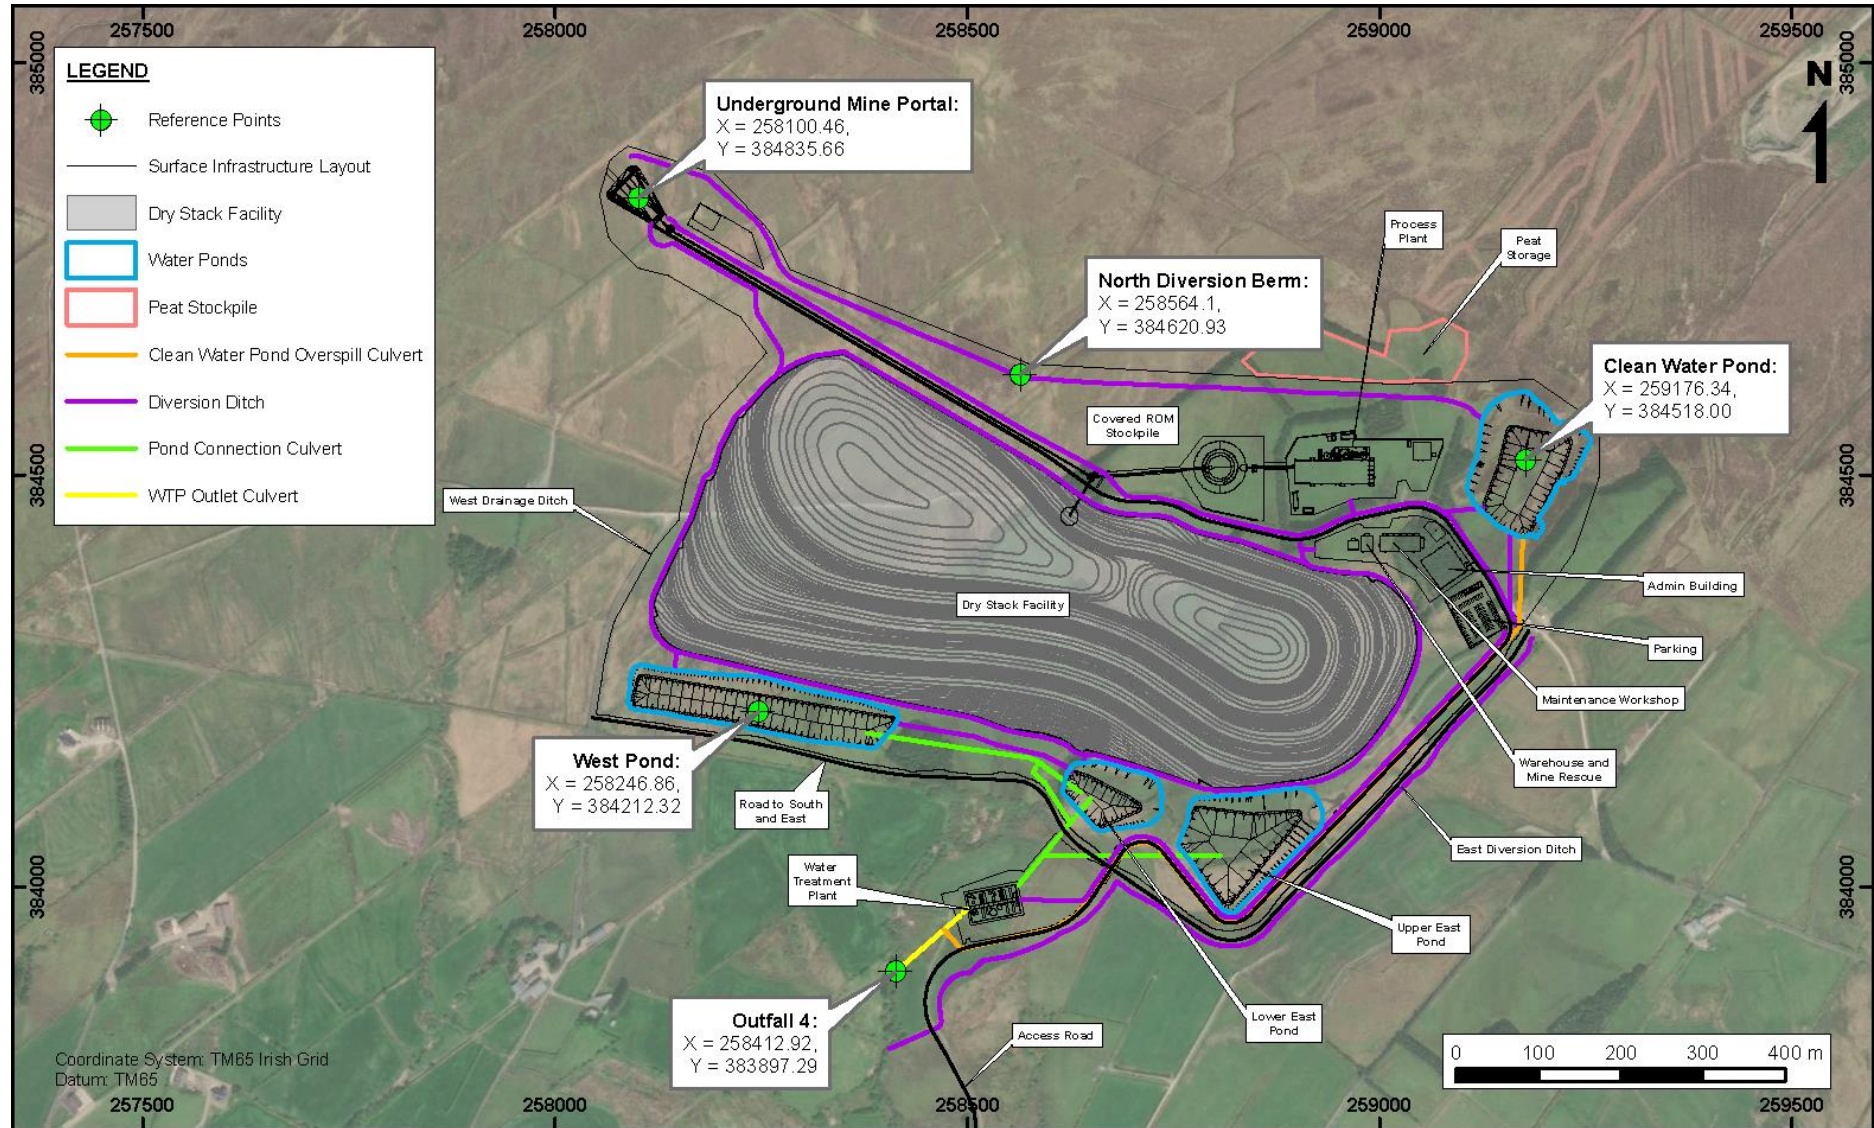 257500
258000
258500
259000
259500
385000
385000
LEGEND
Reference Points
Surface Infrastructure Layout
Dry Stack Facility
Water Ponds
Peat Stockpile
Clean Water Pond Overspill Culvert
Diversion Ditch
Pond Connection Culvert
WTP Outlet Culvert
N
Underground Mine Portal:
X = 258100.46,
Y = 384835.66
Process
Plant
Peat
Storage
North Diversion Berm:
X = 258564.1,
Y = 384620.93
Clean Water Pond:
X = 259176.34,
Y = 384518.00
Covered ROM
Stockpile
384500
384500
West Drainage Ditch
Dry Stack Facility
Admin Building
Parking
Maintenance Workshop
West Pond:
X = 258246.86,
Y = 384212.32
Warehouse and
Mine Rescue
Road to South
and East
East Diversion Ditch
384000
384000
Water
Treatment
Plant
Upper East
Pond
Outfall 4:
X = 258412.92,
Y = 383897.29
Lower East
Pond
Access Road
Coordinate System: TM65 Irish Grid
Datum: TM65
0 100 200 300 400 m
257500
258000
258500
259000
259500